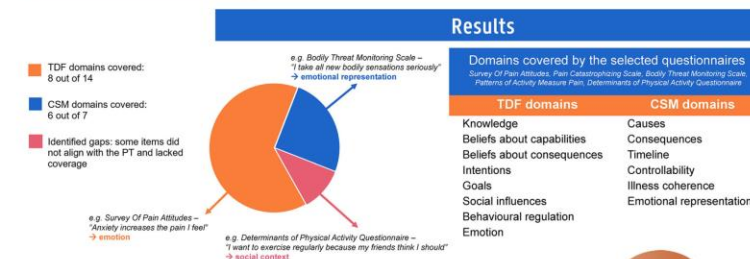 Results
TDF domains covered:
8 out of 14
CSM domains covered:
6 out of 7
Identified gaps: some items did
not align with the PT and lacked
coverage
e.g. Bodily Threat Monitoring Scale –
"I take all new bodily sensations seriously"
→ emotional representation
e.g. Survey Of Pain Attitudes –
"Anxiety increases the pain I feel"
→ emotion
e.g. Determinants of Physical Activity Questionnaire –
"I want to exercise regularly because my friends think I should"
→ social context
Domains covered by the selected questionnaires
Survey Of Pain Attitudes, Pain Catastrophizing Scale, Bodily Threat Monitoring Scale,
Patterns of Activity Measure Pain, Determinants of Physical Activity Questionnaire
TDF domains
Knowledge
Beliefs about capabilities
Beliefs about consequences
Intentions
Goals
Social influences
Behavioural regulation
Emotion
CSM domains
Causes
Consequences
Timeline
Controllability
Illness coherence
Emotional representation